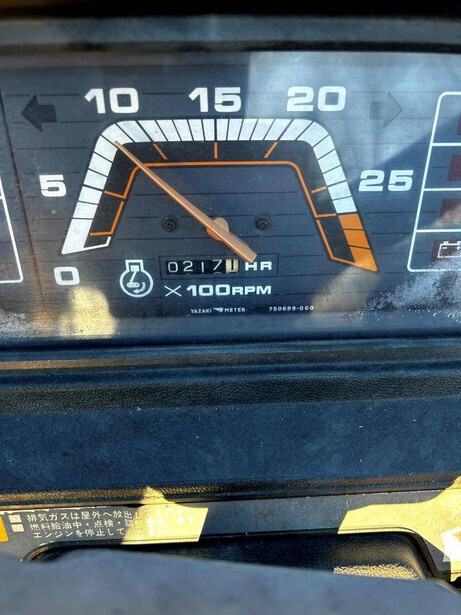 10 15 20
5 25
0
0217 1 HR
×100RPM
YAZAKI METER 750699-060
排気ガスは屋外へ放出し
燃料給油中・点検・
エンジンを停止して